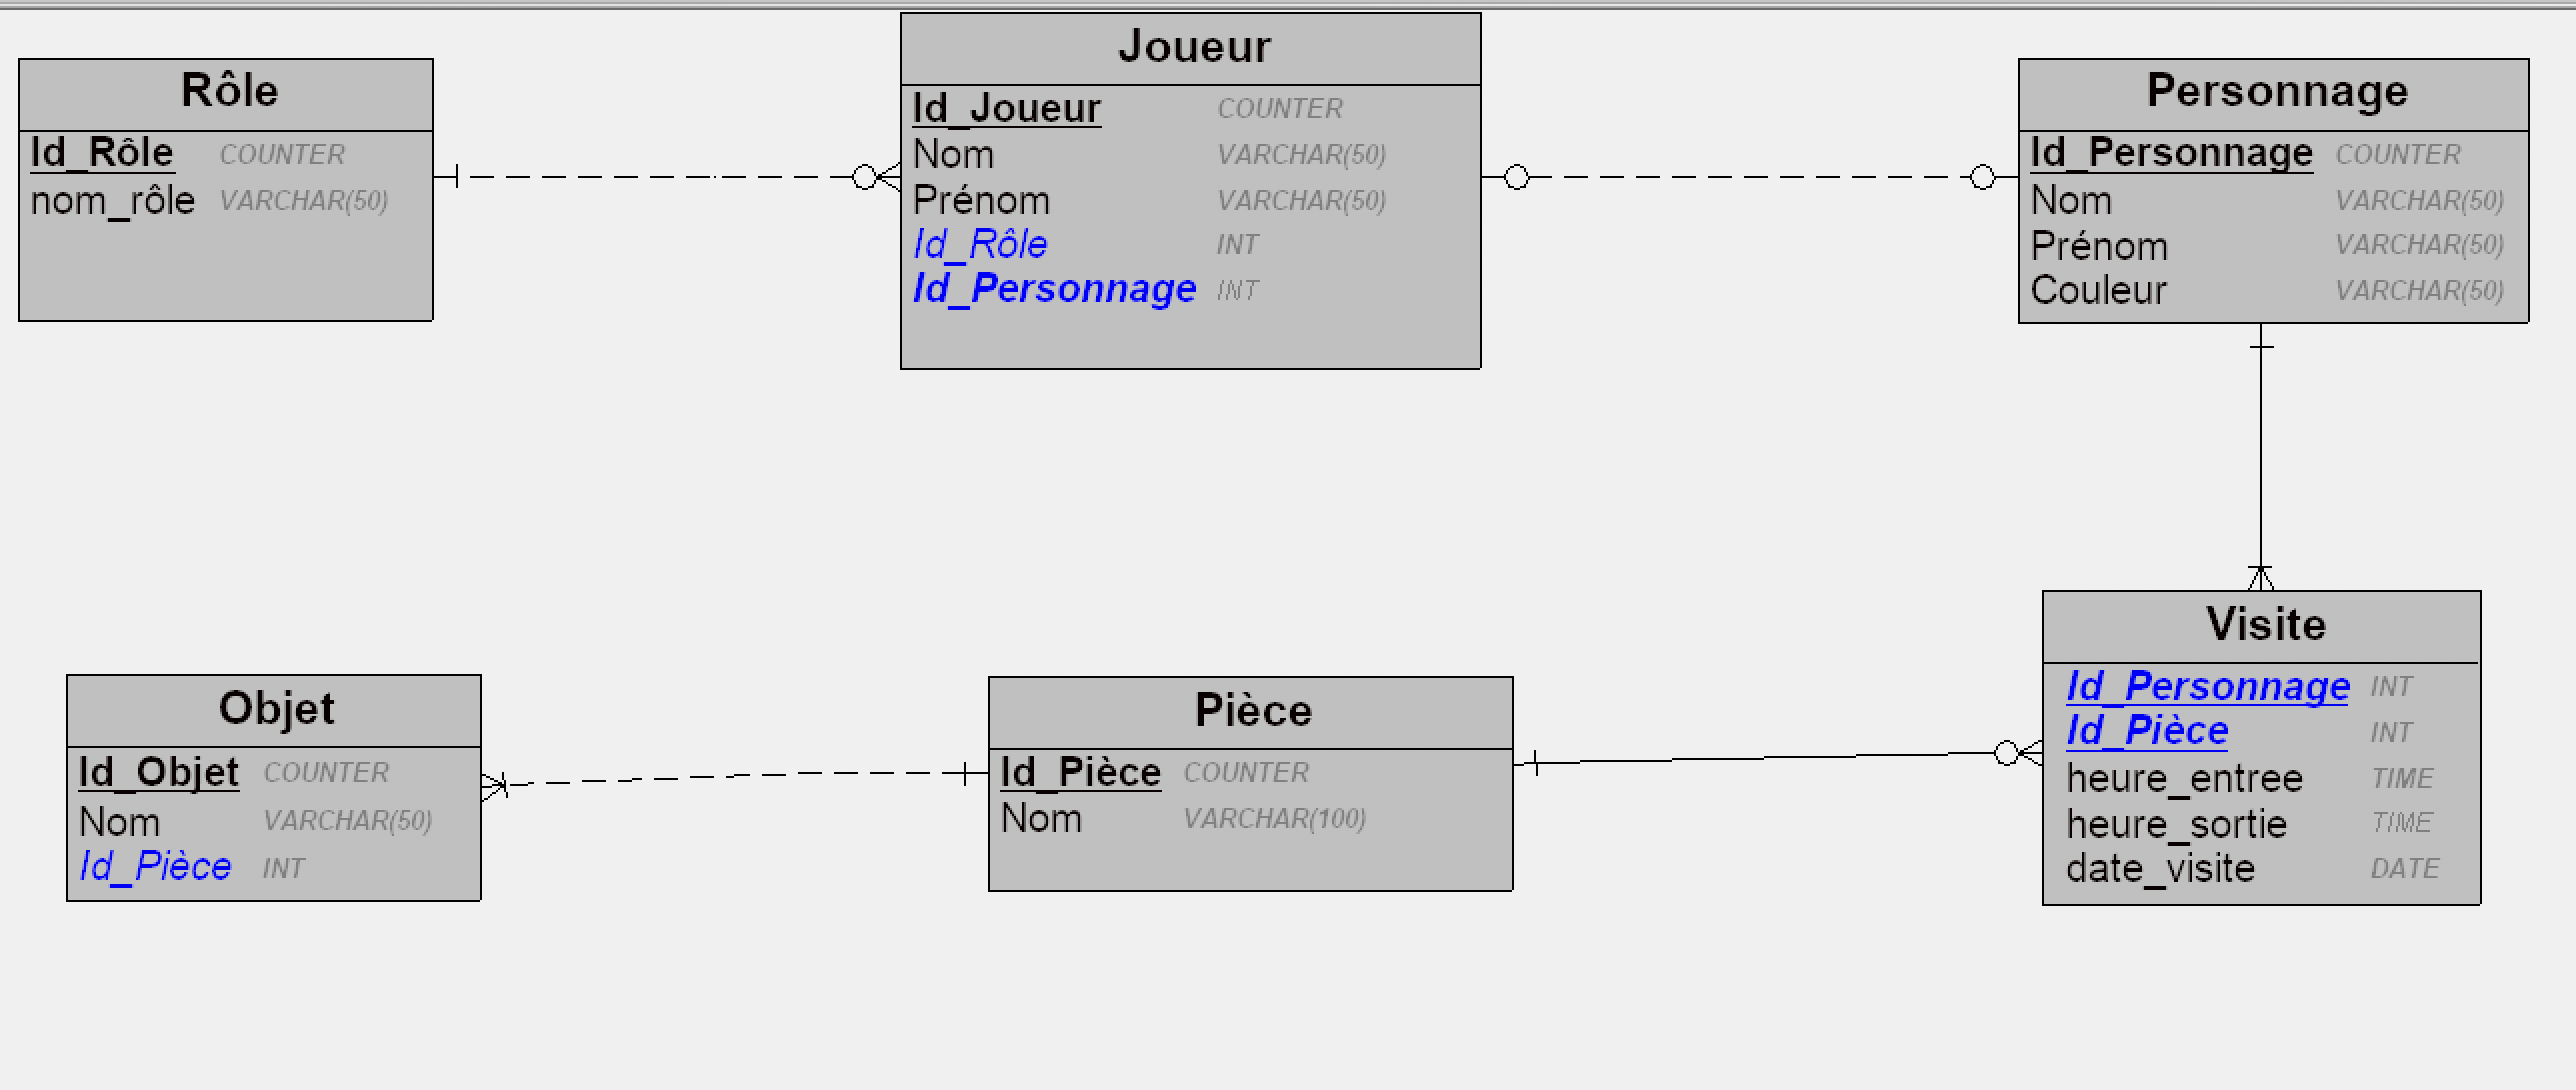 Rôle
Id_Rôle COUNTER
nom_rôle VARCHAR(50)
Joueur
Id_Joueur COUNTER
Nom VARCHAR(50)
Prénom VARCHAR(50)
Id_Rôle INT
Id_Personnage INT
Personnage
Id_Personnage COUNTER
Nom VARCHAR(50)
Prénom VARCHAR(50)
Couleur VARCHAR(50)
Objet
Id_Objet COUNTER
Nom VARCHAR(50)
Id_Pièce INT
Pièce
Id_Pièce COUNTER
Nom VARCHAR(100)
Visite
Id_Personnage INT
Id_Pièce INT
heure_entree TIME
heure_sortie TIME
date_visite DATE